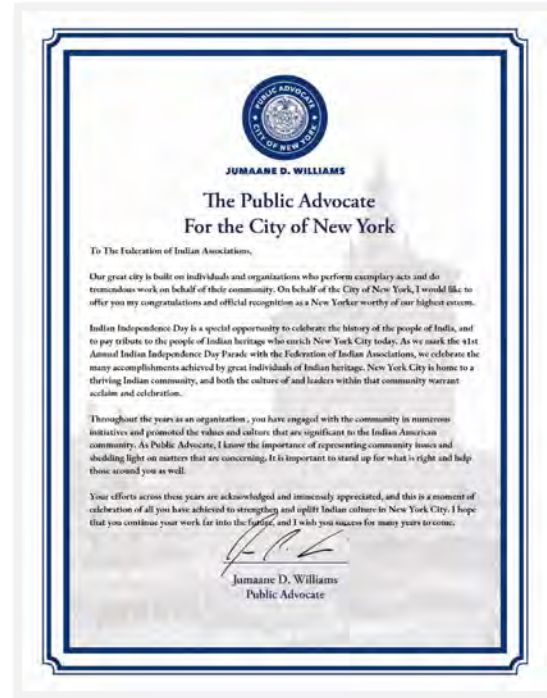 PUBLIC ADVOCATE
CITY OF NEW YORK
JUMAANE D. WILLIAMS
The Public Advocate
For the City of New York
To The Federation of Indian Associations,
Our great city is built on individuals and organizations who perform exemplary acts and do
tremendous work on behalf of their community. On behalf of the City of New York, I would like to
offer you my congratulations and official recognition as a New Yorker worthy of our highest esteem.
Indian Independence Day is a special opportunity to celebrate the history of the people of India, and
to pay tribute to the people of Indian heritage who enrich New York City today. As we mark the 41st
Annual Indian Independence Day Parade with the Federation of Indian Associations, we celebrate the
many accomplishments achieved by great individuals of Indian heritage. New York City is home to a
thriving Indian community, and both the culture of and leaders within that community warrant
acclaim and celebration.
Throughout the years as an organization , you have engaged with the community in numerous
initiatives and promoted the values and culture that are significant to the Indian American
community. As Public Advocate, I know the importance of representing community issues and
shedding light on matters that are concerning. It is important to stand up for what is right and help
those around you as well.
Your efforts across these years are acknowledged and immensely appreciated, and this is a moment of
celebration of all you have achieved to strengthen and uplift Indian culture in New York City. I hope
that you continue your work far into the future, and I wish you success for many years to come.
Jumaane D. Williams
Public Advocate